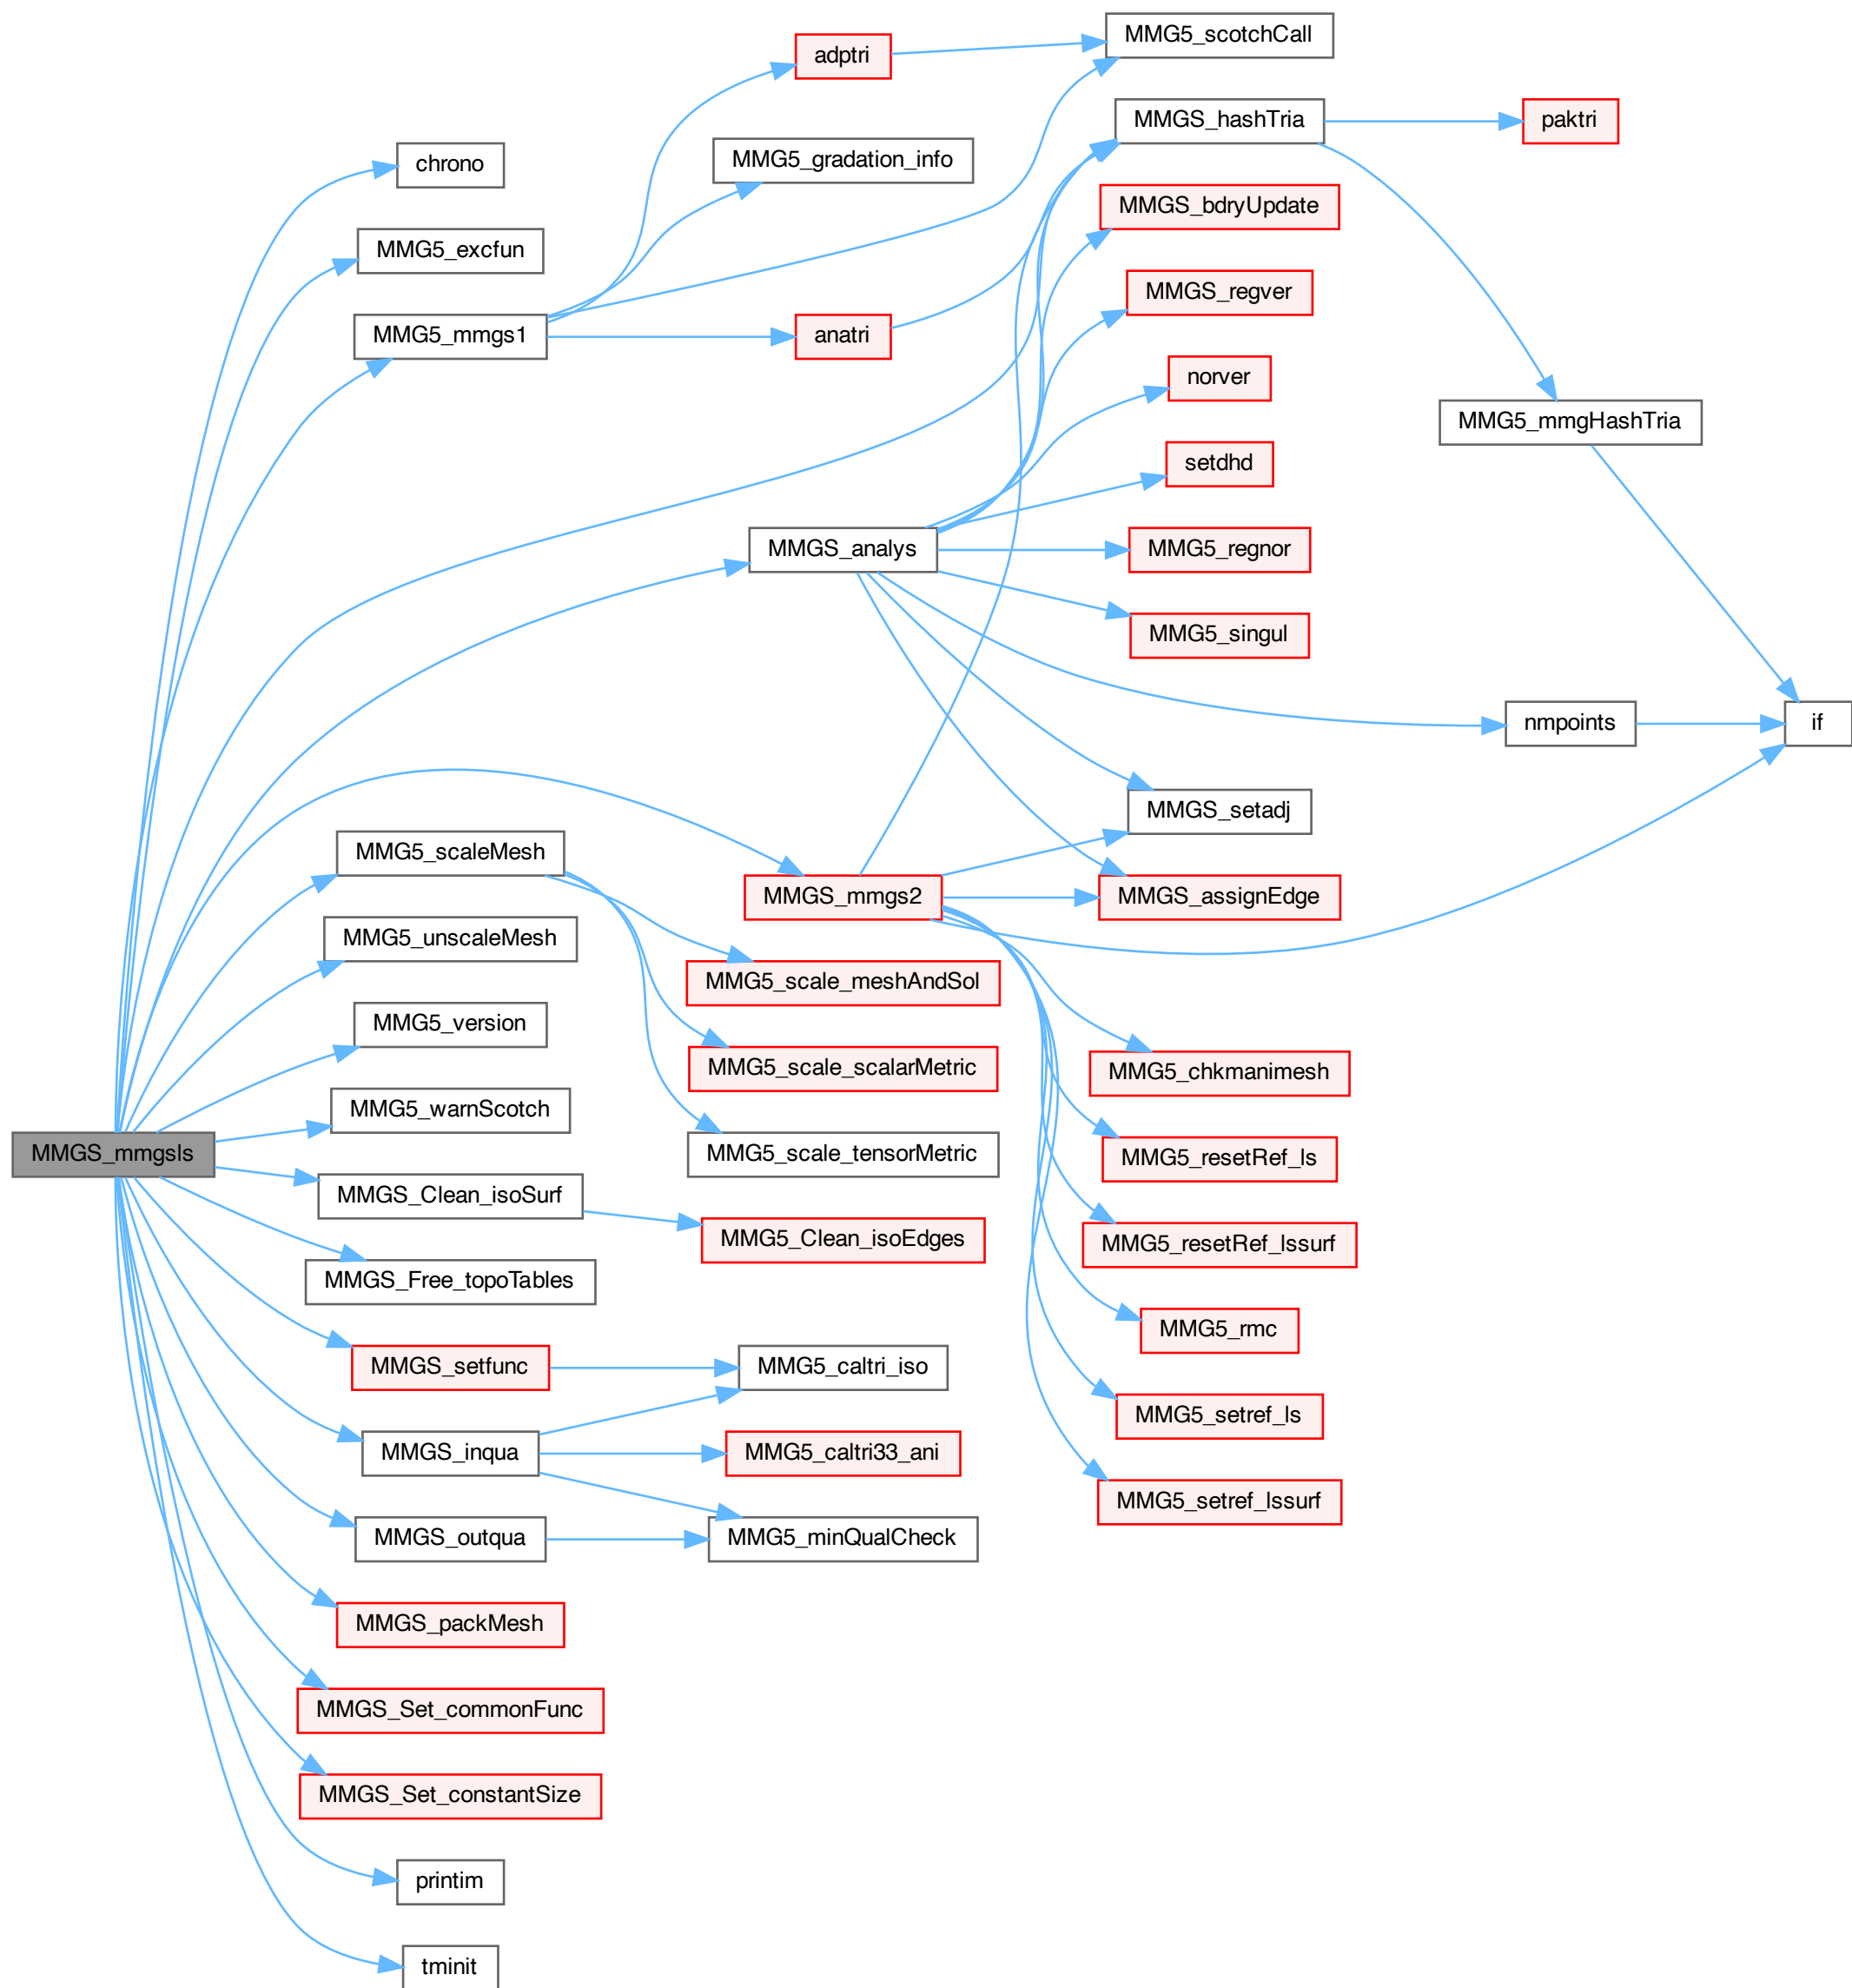 MMG5_scotchCall
adptri
MMGS_hashTria
paktri
MMG5_gradation_info
chrono
MMGS_bdryUpdate
MMG5_excfun
MMGS_regver
MMG5_mmgs1
anatri
norver
MMG5_mmgHashTria
setdhd
MMGS_analys
MMG5_regnor
MMG5_singul
nmpoints
if
MMGS_setadj
MMG5_scaleMesh
MMGS_mmgs2
MMGS_assignEdge
MMG5_unscaleMesh
MMG5_scale_meshAndSol
MMG5_version
MMG5_scale_scalarMetric
MMG5_chkmanimesh
MMG5_warnScotch
MMGS_mmgsls
MMG5_scale_tensorMetric
MMG5_resetRef_ls
MMGS_Clean_isoSurf
MMG5_Clean_isoEdges
MMG5_resetRef_lssurf
MMGS_Free_topoTables
MMG5_rmc
MMGS_setfunc
MMG5_caltri_iso
MMG5_setref_ls
MMGS_inqua
MMG5_caltri33_ani
MMG5_setref_lssurf
MMGS_outqua
MMG5_minQualCheck
MMGS_packMesh
MMGS_Set_commonFunc
MMGS_Set_constantSize
printim
tminit